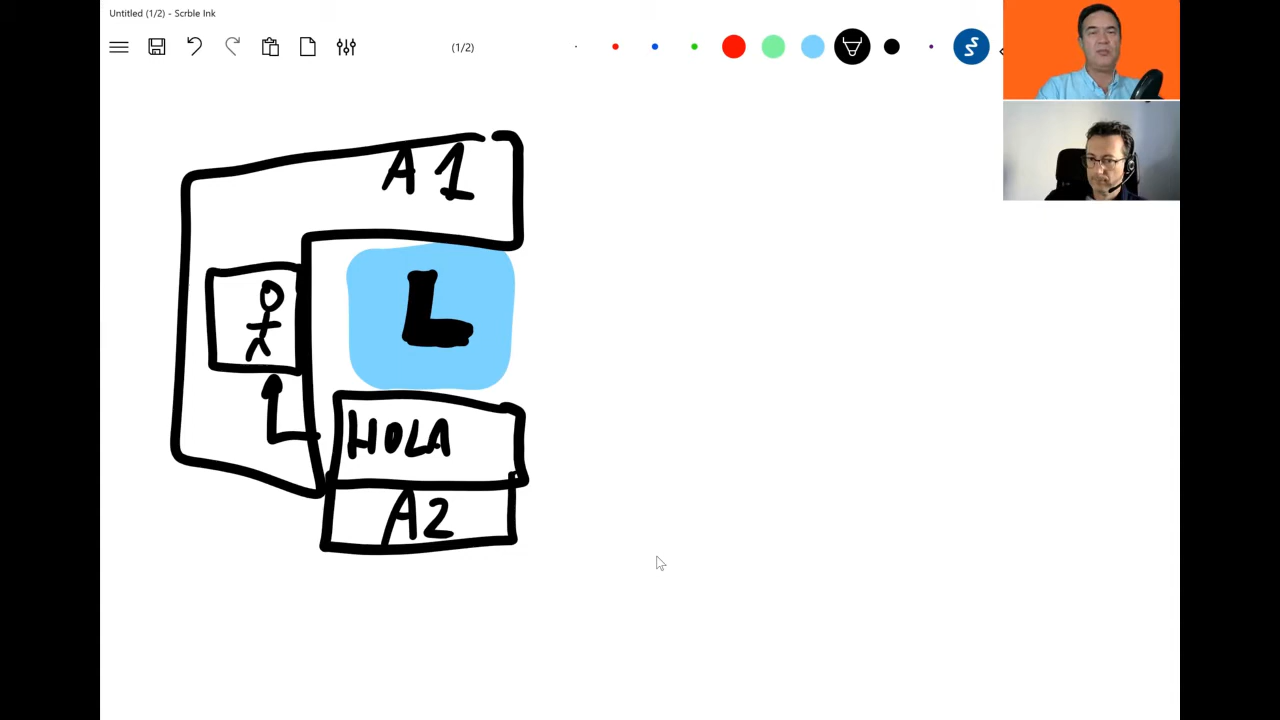 Untitled (1/2) - Scrble Ink
(1/2)
A1
L
HOLA
A2